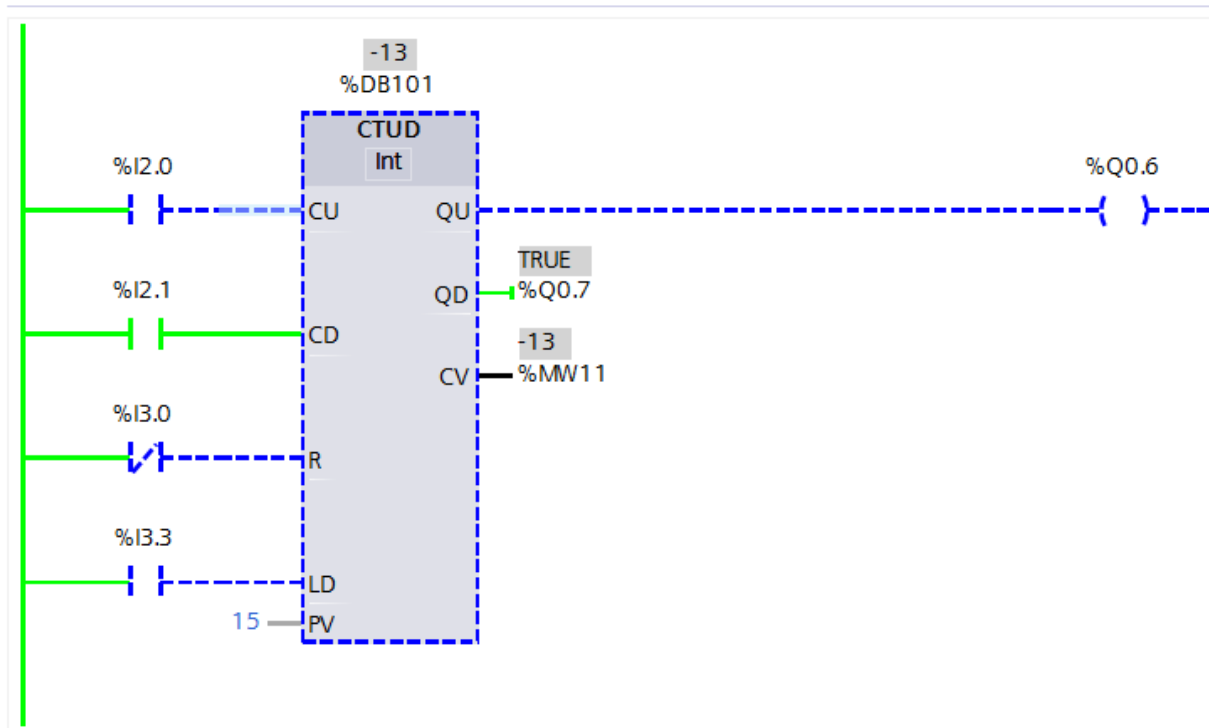 -13
%DB101
CTUD
Int
%I2.0
CU
QU
%Q0.6
%I2.1
CD
QD
TRUE
%Q0.7
CV
-13
%MW11
%I3.0
R
%I3.3
LD
15
PV